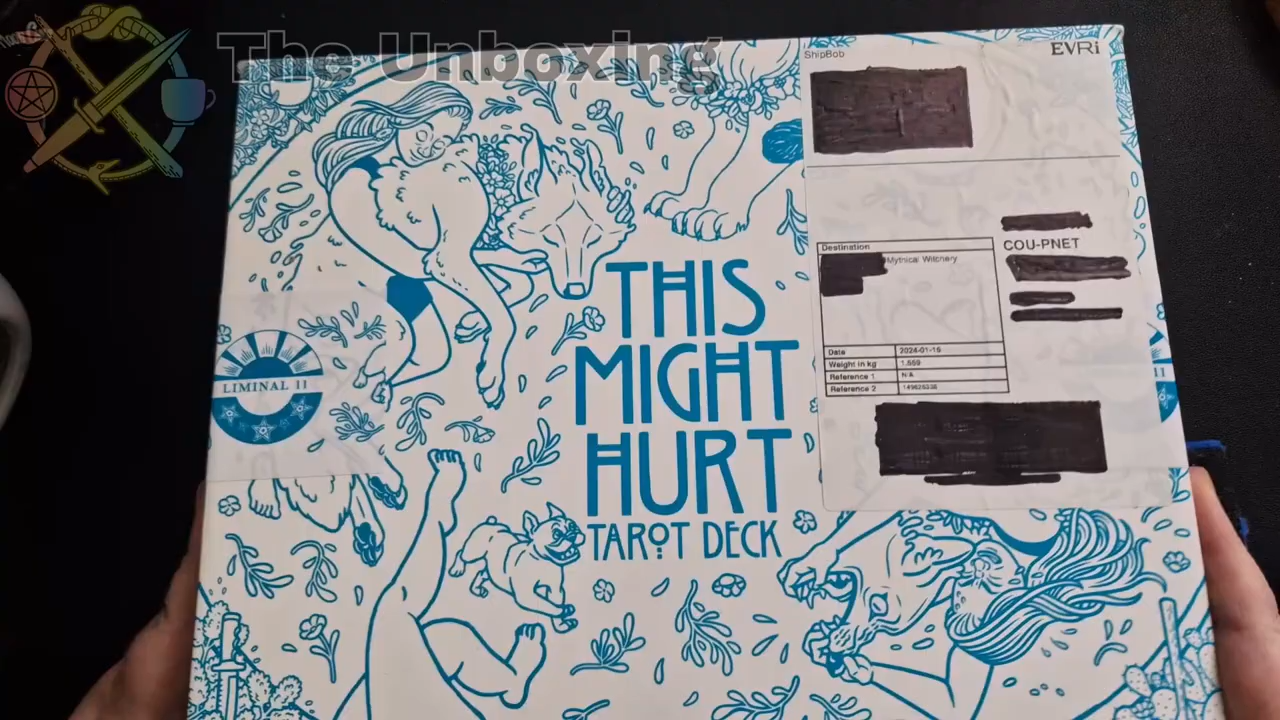 The Unboxing
ShipBob
EVRi
COU-PNET
Destination
Mythical Witchery
Date 2024-01-16
Weight in kg 1.559
Reference 1 N/A
Reference 2
LIMINAL 11
11
THIS
MIGHT
HURT
TAROT DECK